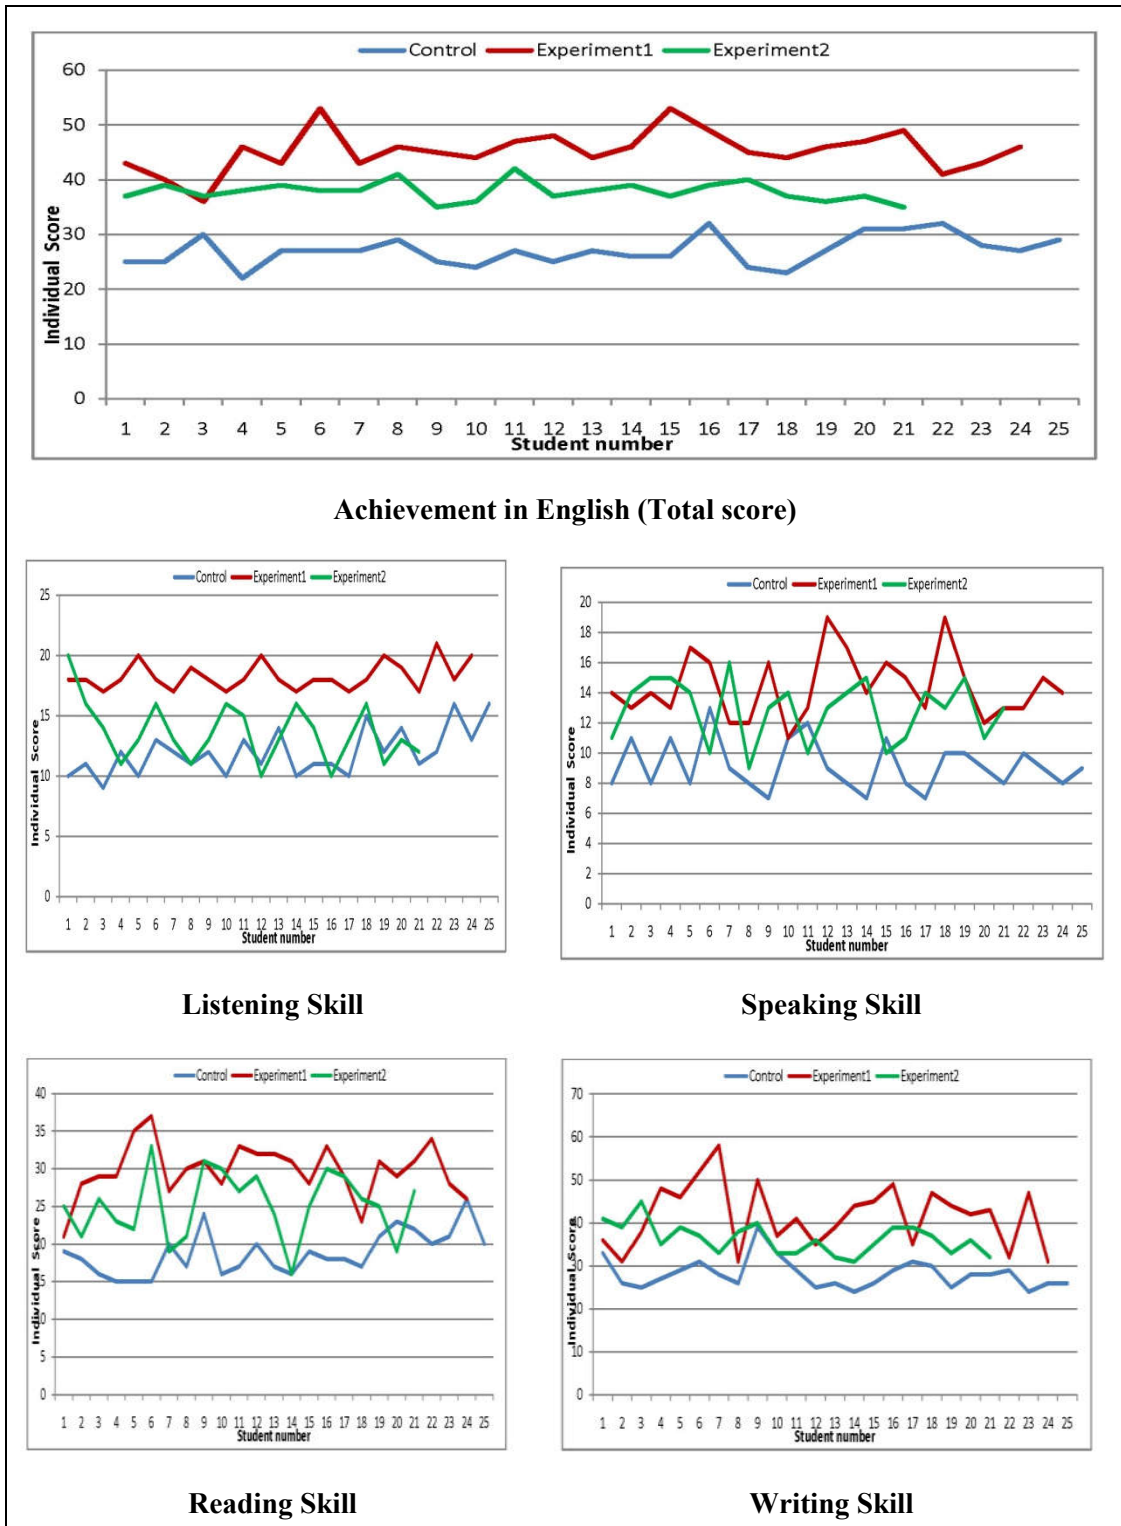 Control Experiment1 Experiment2
60
50
40
30
20
10
0
Individual Score
1 2 3 4 5 6 7 8 9 10 11 12 13 14 15 16 17 18 19 20 21 22 23 24 25
Student number
Achievement in English (Total score)
Control Experiment1 Experiment2
25
20
15
10
5
0
Individual Score
1 2 3 4 5 6 7 8 9 10 11 12 13 14 15 16 17 18 19 20 21 22 23 24 25
Student number
Listening Skill
Control Experiment1 Experiment2
20
18
16
14
12
10
8
6
4
2
0
Individual Score
1 2 3 4 5 6 7 8 9 10 11 12 13 14 15 16 17 18 19 20 21 22 23 24 25
Student number
Speaking Skill
Control Experiment1 Experiment2
40
35
30
25
20
15
10
5
0
Individual Score
1 2 3 4 5 6 7 8 9 10 11 12 13 14 15 16 17 18 19 20 21 22 23 24 25
Student number
Reading Skill
Control Experiment1 Experiment2
70
60
50
40
30
20
10
0
Individual Score
1 2 3 4 5 6 7 8 9 10 11 12 13 14 15 16 17 18 19 20 21 22 23 24 25
Student number
Writing Skill